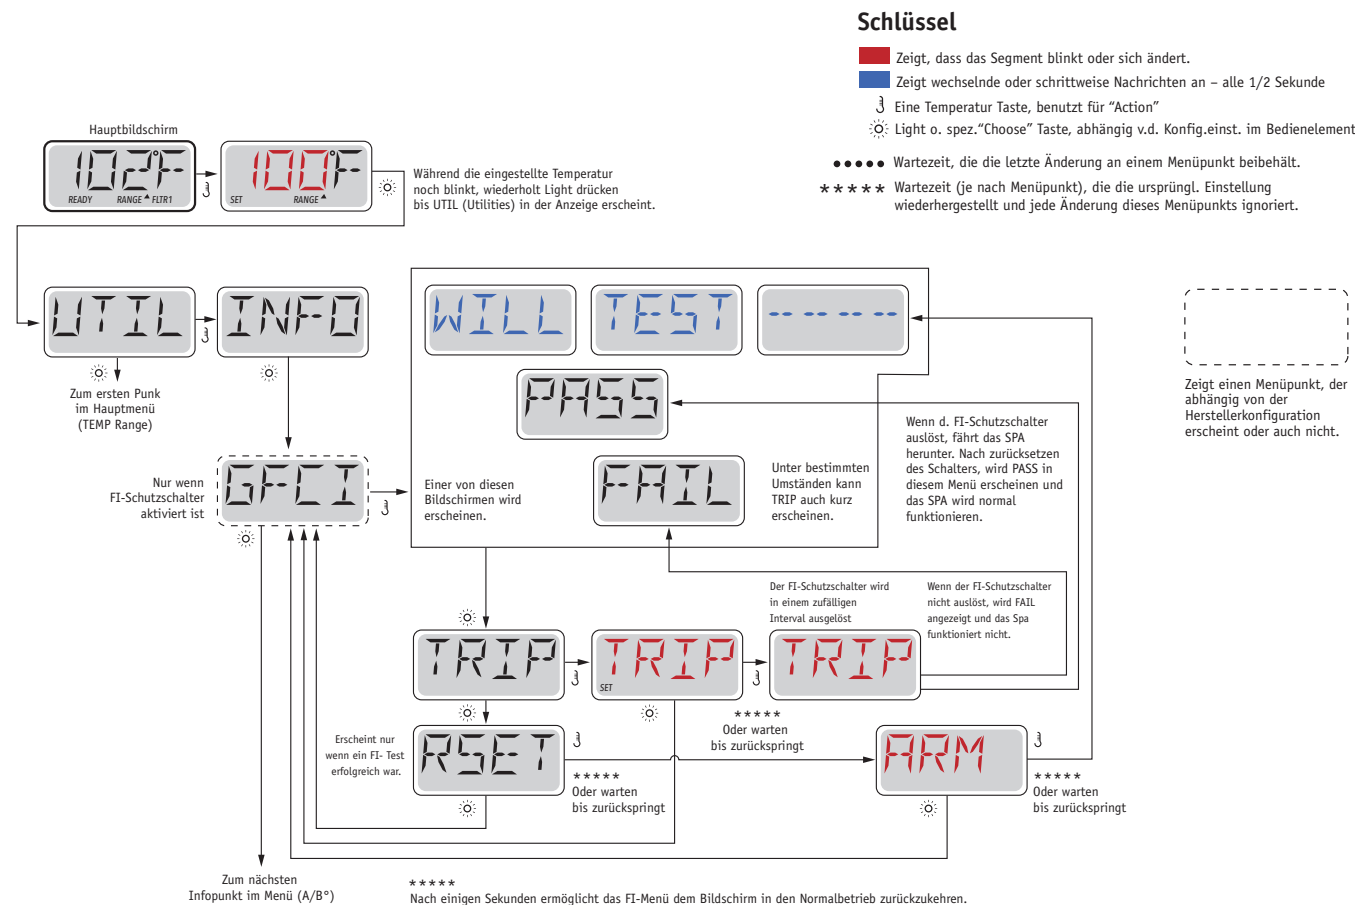 Schlüssel
Zeigt, dass das Segment blinkt oder sich ändert.
Zeigt wechselnde oder schrittweise Nachrichten an – alle 1/2 Sekunde
Eine Temperatur Taste, benutzt für “Action”
Light o. spez.“Choose” Taste, abhängig v.d. Konfig.einst. im Bedienelement
••••• Wartezeit, die die letzte Änderung an einem Menüpunkt beibehält.
***** Wartezeit (je nach Menüpunkt), die die ursprüngl. Einstellung
wiederhergestellt und jede Änderung dieses Menüpunkts ignoriert.
Hauptbildschirm
102°F
READY RANGE FLTR1
100°F
SET RANGE
Während die eingestellte Temperatur
noch blinkt, wiederholt Light drücken
bis UTIL (Utilities) in der Anzeige erscheint.
UTIL
INFO
WILL
TEST
-- -- -- --
Zum ersten Punk
im Hauptmenü
(TEMP Range)
PASS
Zeigt einen Menüpunkt, der
abhängig von der
Herstellerkonfiguration
erscheint oder auch nicht.
Nur wenn
FI-Schutzschalter
aktiviert ist
GFCI
Einer von diesen
Bildschirmen wird
erscheinen.
FAIL
Unter bestimmten
Umständen kann
TRIP auch kurz
erscheinen.
Wenn d. FI-Schutzschalter
auslöst, fährt das SPA
herunter. Nach zurücksetzen
des Schalters, wird PASS in
diesem Menü erscheinen und
das SPA wird normal
funktionieren.
Der FI-Schutzschalter wird
in einem zufälligen
Interval ausgelöst
Wenn der FI-Schutzschalter
nicht auslöst, wird FAIL
angezeigt und das Spa
funktioniert nicht.
TRIP
TRIP
SET
TRIP
*****
Oder warten
bis zurückspringt
Erscheint nur
wenn ein FI- Test
erfolgreich war.
RSET
*****
Oder warten
bis zurückspringt
ARM
*****
Oder warten
bis zurückspringt
Zum nächsten
Infopunkt im Menü (A/B°)
*****
Nach einigen Sekunden ermöglicht das FI-Menü dem Bildschirm in den Normalbetrieb zurückzukehren.